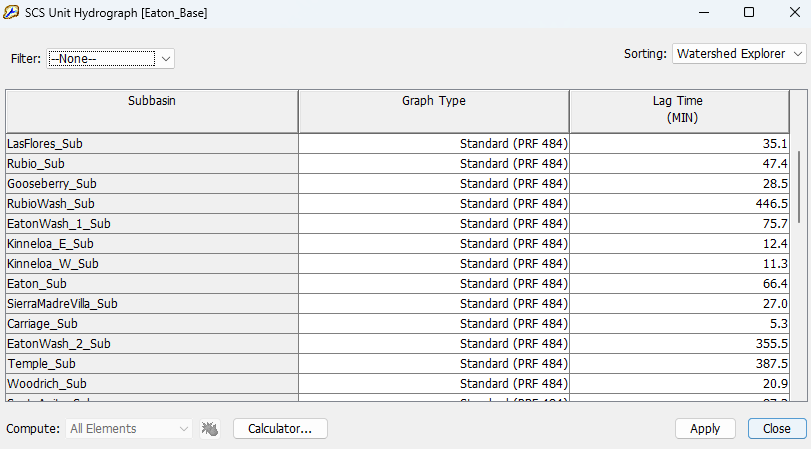 SCS Unit Hydrograph [Eaton_Base]
Filter: --None-- Sorting: Watershed Explorer
Subbasin Graph Type Lag Time
(MIN)
LasFlores_Sub Standard (PRF 484) 35.1
Rubio_Sub Standard (PRF 484) 47.4
Gooseberry_Sub Standard (PRF 484) 28.5
RubioWash_Sub Standard (PRF 484) 446.5
EatonWash_1_Sub Standard (PRF 484) 75.7
Kinneloa_E_Sub Standard (PRF 484) 12.4
Kinneloa_W_Sub Standard (PRF 484) 11.3
Eaton_Sub Standard (PRF 484) 66.4
SierraMadreVilla_Sub Standard (PRF 484) 27.0
Carriage_Sub Standard (PRF 484) 5.3
EatonWash_2_Sub Standard (PRF 484) 355.5
Temple_Sub Standard (PRF 484) 387.5
Woodrich_Sub Standard (PRF 484) 20.9
Compute: All Elements Calculator... Apply Close